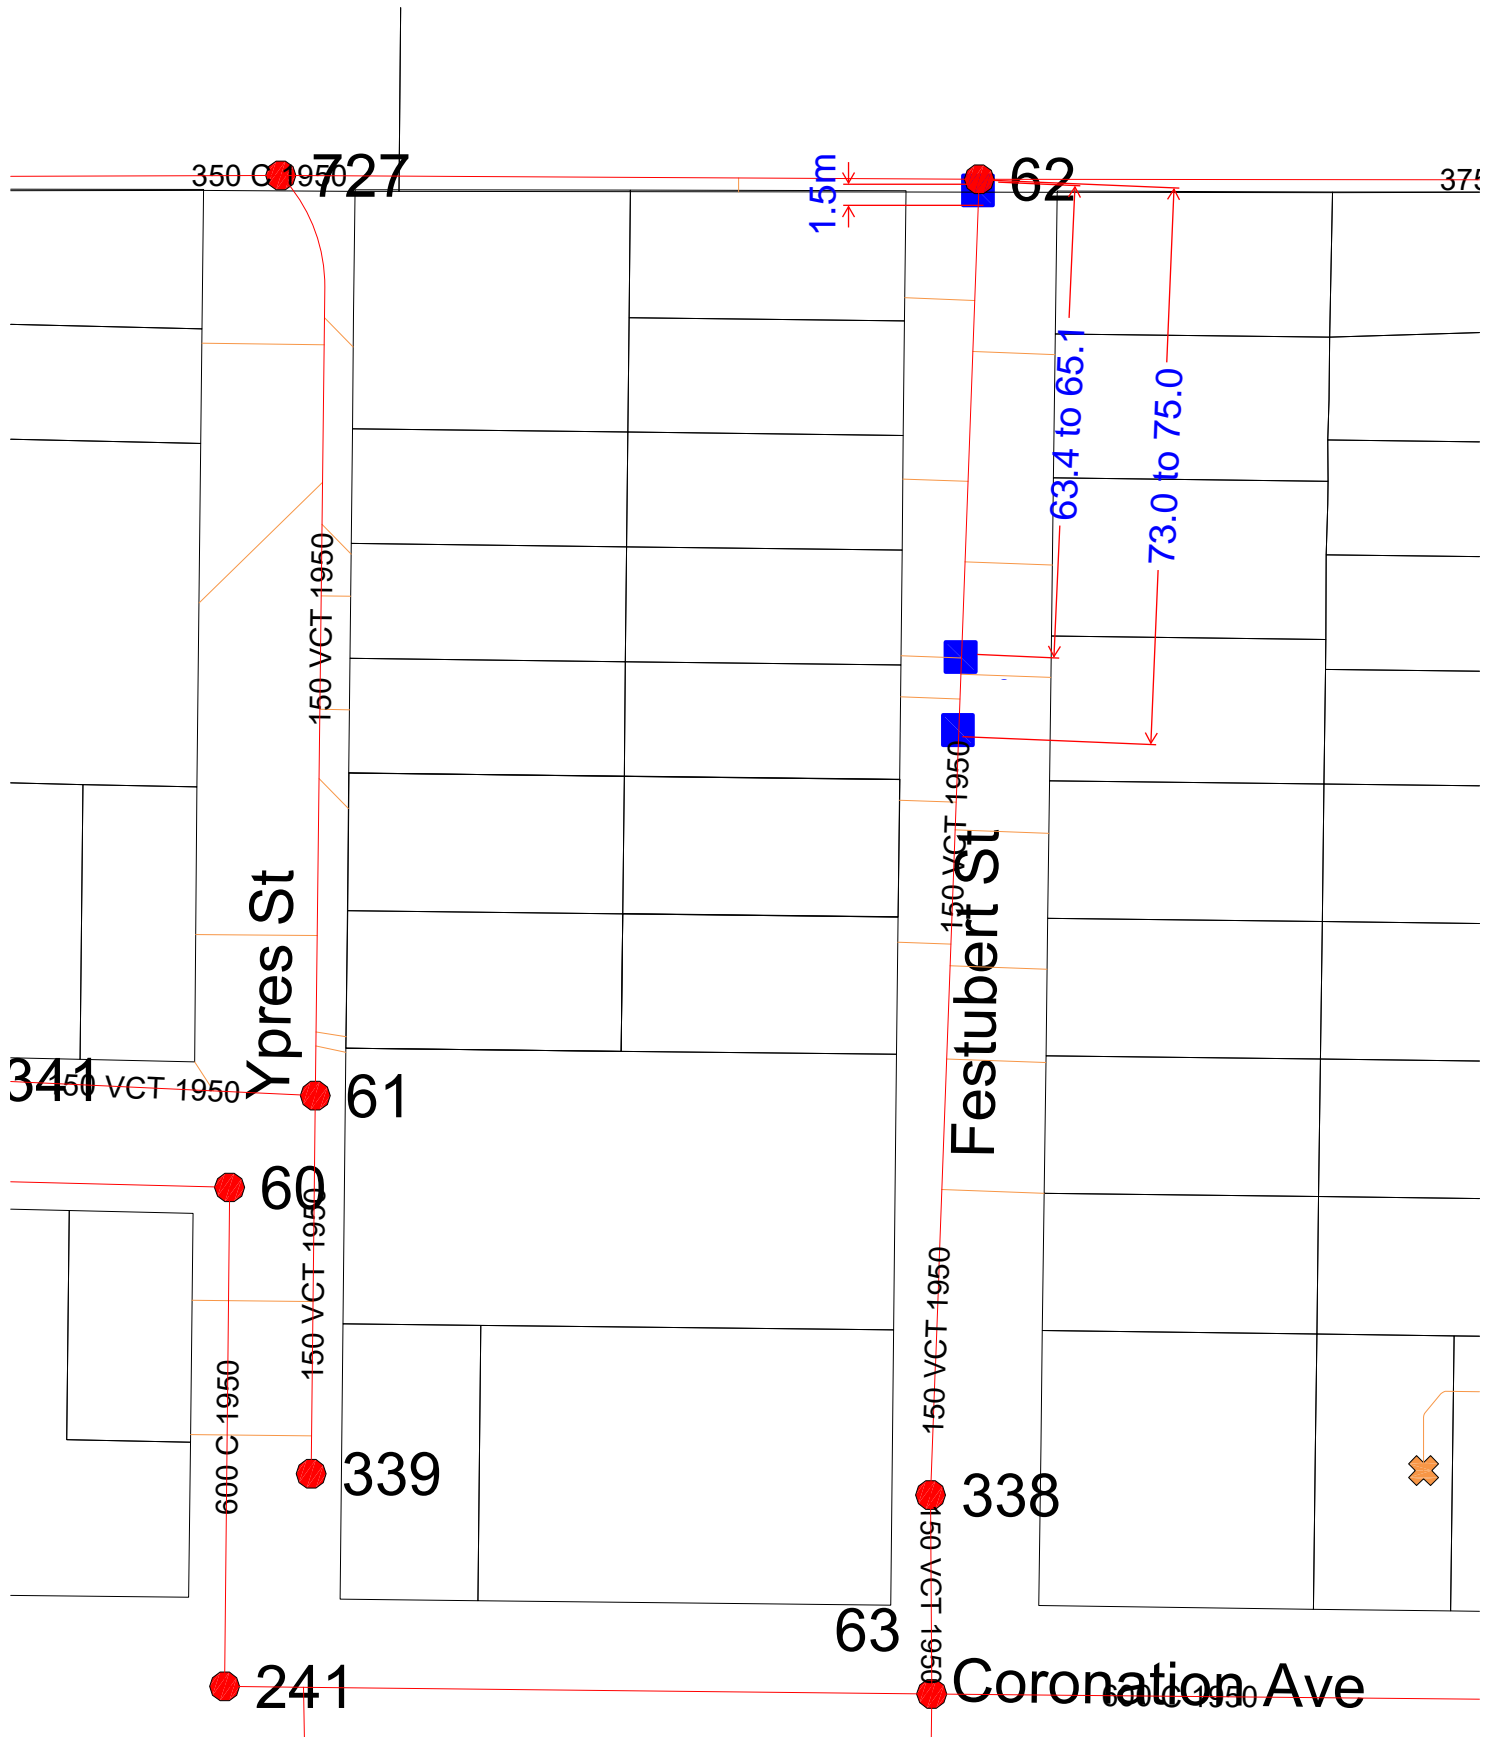 350 C 1950
727
1.5m
62
375
63.4 to 65.1
73.0 to 75.0
150 VCT 1950
150 VCT 1950
Ypres St
Festubert St
341
150 VCT 1950
61
60
150 VCT 1950
150 VCT 1950
600 C 1950
339
338
150 VCT 1950
63
241
Coronation Ave
600 C 1950